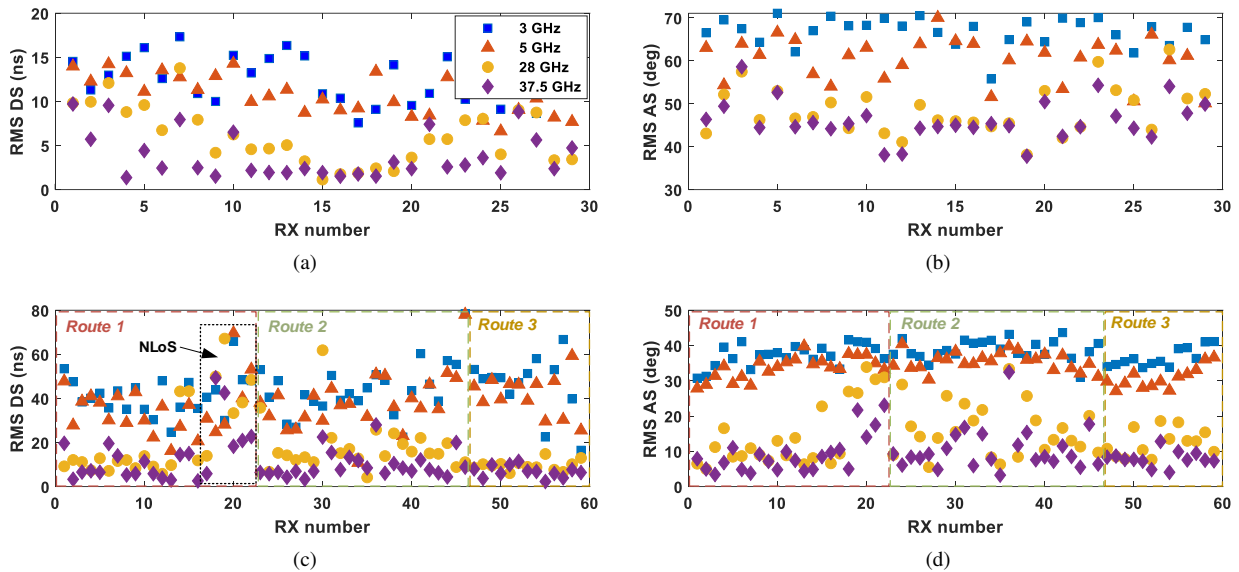 20
15
10
5
0
RMS DS (ns)
0 5 10 15 20 25 30
RX number
3 GHz
5 GHz
28 GHz
37.5 GHz
(a)
70
60
50
40
30
RMS AS (deg)
0 5 10 15 20 25 30
RX number
(b)
80
60
40
20
0
RMS DS (ns)
Route 1
Route 2
Route 3
NLoS
0 10 20 30 40 50 60
RX number
(c)
50
40
30
20
10
0
RMS AS (deg)
Route 1
Route 2
Route 3
0 10 20 30 40 50 60
RX number
(d)